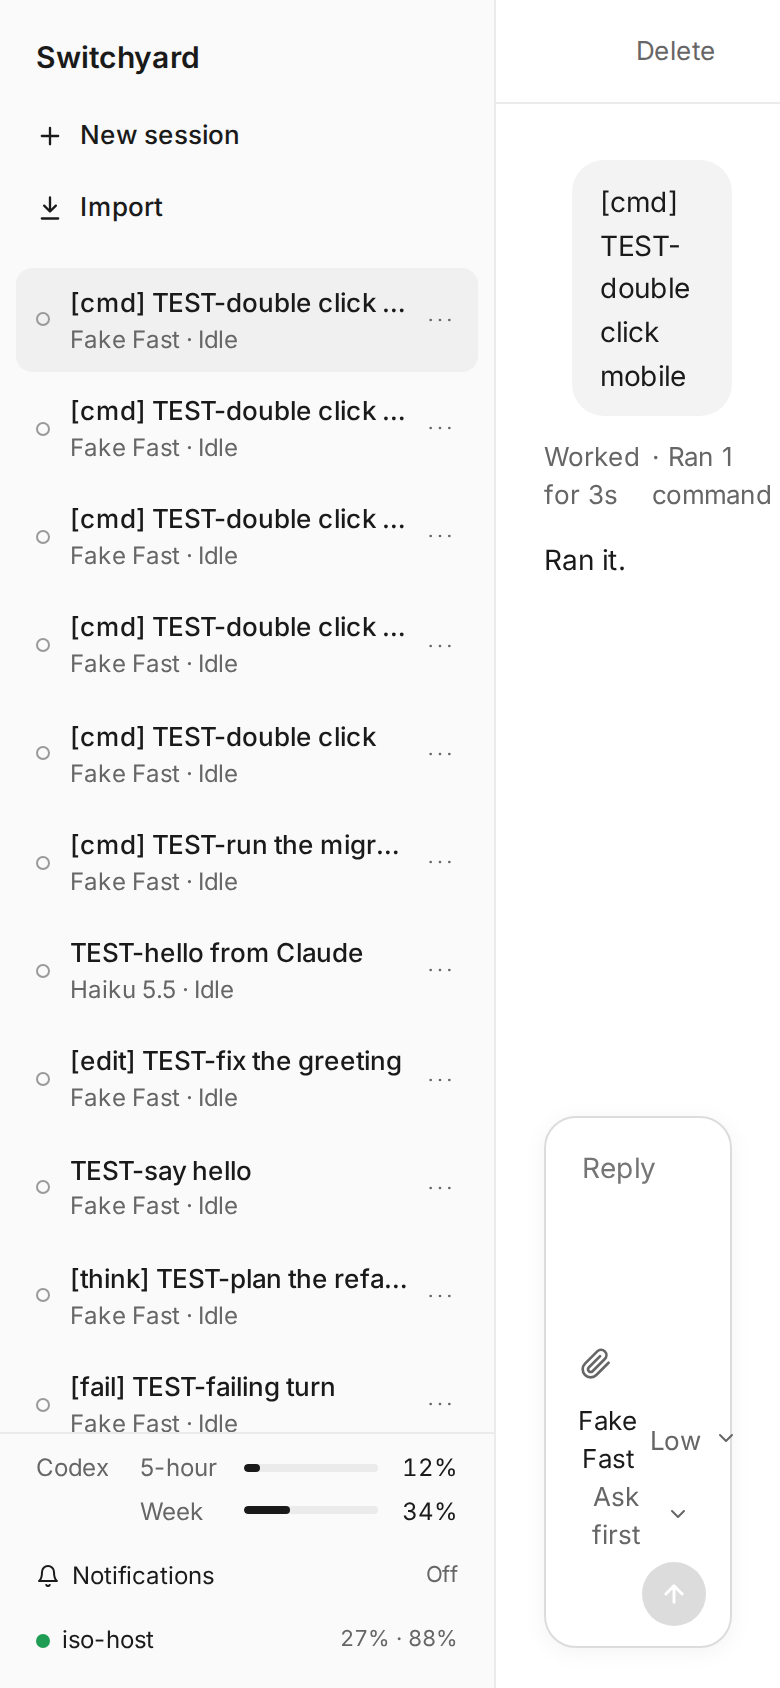 Switchyard
New session
Import
[cmd] TEST-double click ...
Fake Fast · Idle
[cmd] TEST-double click ...
Fake Fast · Idle
[cmd] TEST-double click ...
Fake Fast · Idle
[cmd] TEST-double click ...
Fake Fast · Idle
[cmd] TEST-double click
Fake Fast · Idle
[cmd] TEST-run the migr...
Fake Fast · Idle
TEST-hello from Claude
Haiku 5.5 · Idle
[edit] TEST-fix the greeting
Fake Fast · Idle
TEST-say hello
Fake Fast · Idle
[think] TEST-plan the refa...
Fake Fast · Idle
[fail] TEST-failing turn
Fake Fast · Idle
Codex 5-hour 12%
Week 34%
Notifications Off
iso-host 27% · 88%
Delete
[cmd]
TEST-
double
click
mobile
Worked · Ran 1
for 3s command
Ran it.
Reply
Fake
Fast
Low
Ask
first